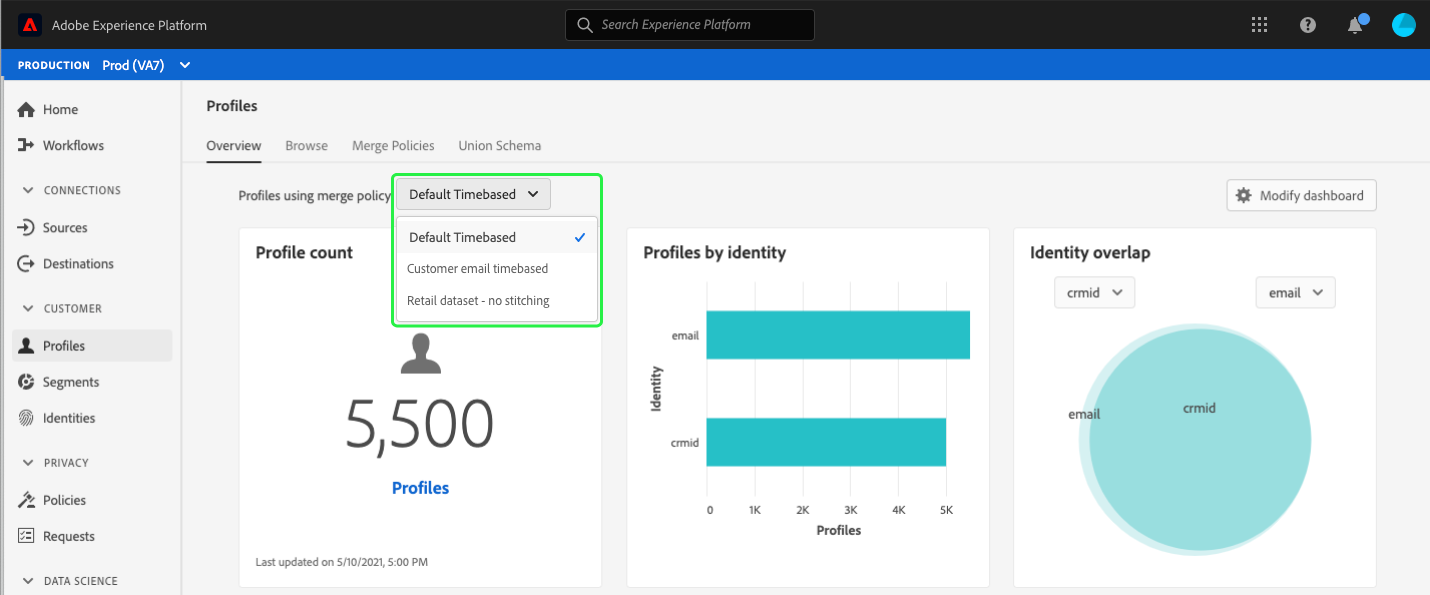 Adobe Experience Platform
Search Experience Platform
PRODUCTION Prod (VA7)
Home
Workflows
CONNECTIONS
Sources
Destinations
CUSTOMER
Profiles
Segments
Identities
PRIVACY
Policies
Requests
DATA SCIENCE
Profiles
Overview Browse Merge Policies Union Schema
Profiles using merge policy Default Timebased
Modify dashboard
Default Timebased
Customer email timebased
Retail dataset - no stitching
Profile count
5,500
Profiles
Last updated on 5/10/2021, 5:00 PM
Profiles by identity
Identity
email
crmid
0 1K 2K 3K 4K 5K
Profiles
Identity overlap
crmid email
email crmid